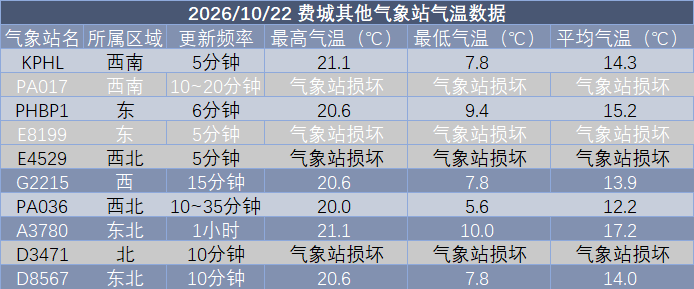 2026/10/22 费城其他气象站气温数据
气象站名 所属区域 更新频率 最高气温（℃） 最低气温（℃） 平均气温（℃）
KPHL 西南 5分钟 21.1 7.8 14.3
PA017 西南 10~20分钟 气象站损坏 气象站损坏 气象站损坏
PHBP1 东 6分钟 20.6 9.4 15.2
E8199 东 5分钟 气象站损坏 气象站损坏 气象站损坏
E4529 西北 5分钟 气象站损坏 气象站损坏 气象站损坏
G2215 西 15分钟 20.6 7.8 13.9
PA036 西北 10~35分钟 20.0 5.6 12.2
A3780 东北 1小时 21.1 10.0 17.2
D3471 北 10分钟 气象站损坏 气象站损坏 气象站损坏
D8567 东北 10分钟 20.6 7.8 14.0